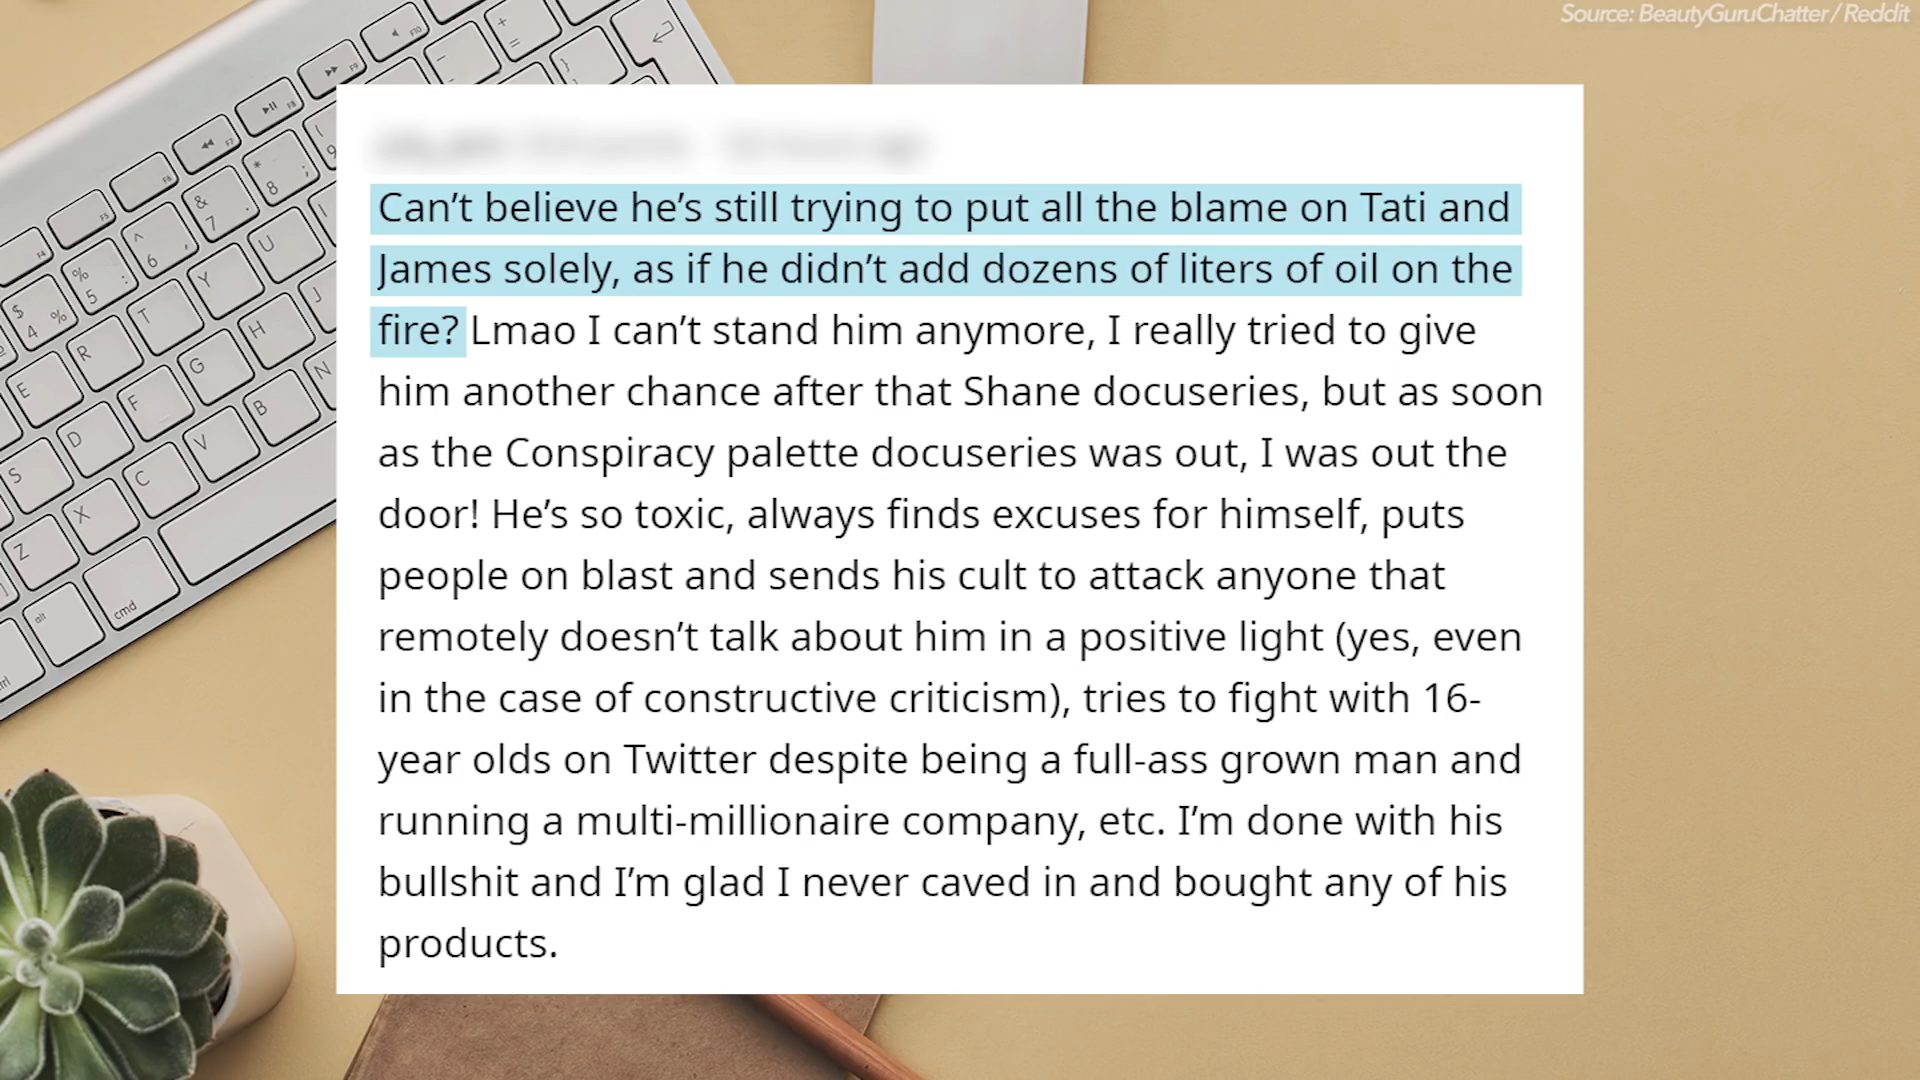 Source: BeautyGuruChatter / Reddit
Can’t believe he’s still trying to put all the blame on Tati and
James solely, as if he didn’t add dozens of liters of oil on the
fire? Lmao I can’t stand him anymore, I really tried to give
him another chance after that Shane docuseries, but as soon
as the Conspiracy palette docuseries was out, I was out the
door! He’s so toxic, always finds excuses for himself, puts
people on blast and sends his cult to attack anyone that
remotely doesn’t talk about him in a positive light (yes, even
in the case of constructive criticism), tries to fight with 16-
year olds on Twitter despite being a full-ass grown man and
running a multi-millionaire company, etc. I’m done with his
bullshit and I’m glad I never caved in and bought any of his
products.